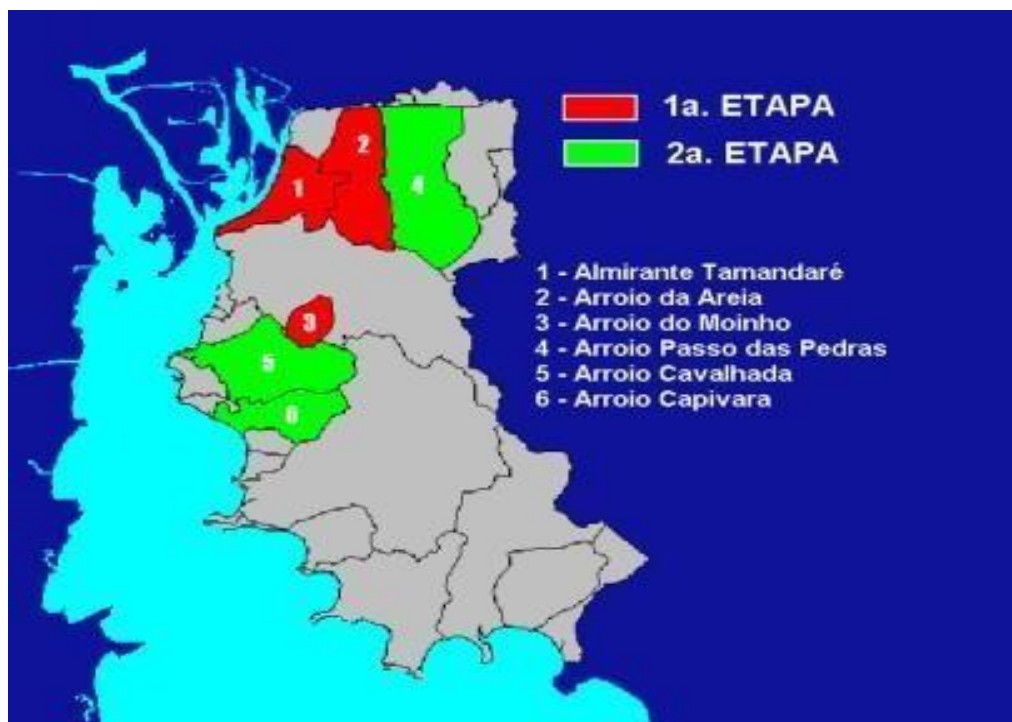 1a. ETAPA
2a. ETAPA
1 - Almirante Tamandaré
2 - Arroio da Areia
3 - Arroio do Moinho
4 - Arroio Passo das Pedras
5 - Arroio Cavalhada
6 - Arroio Capivara
2
1
4
3
5
6